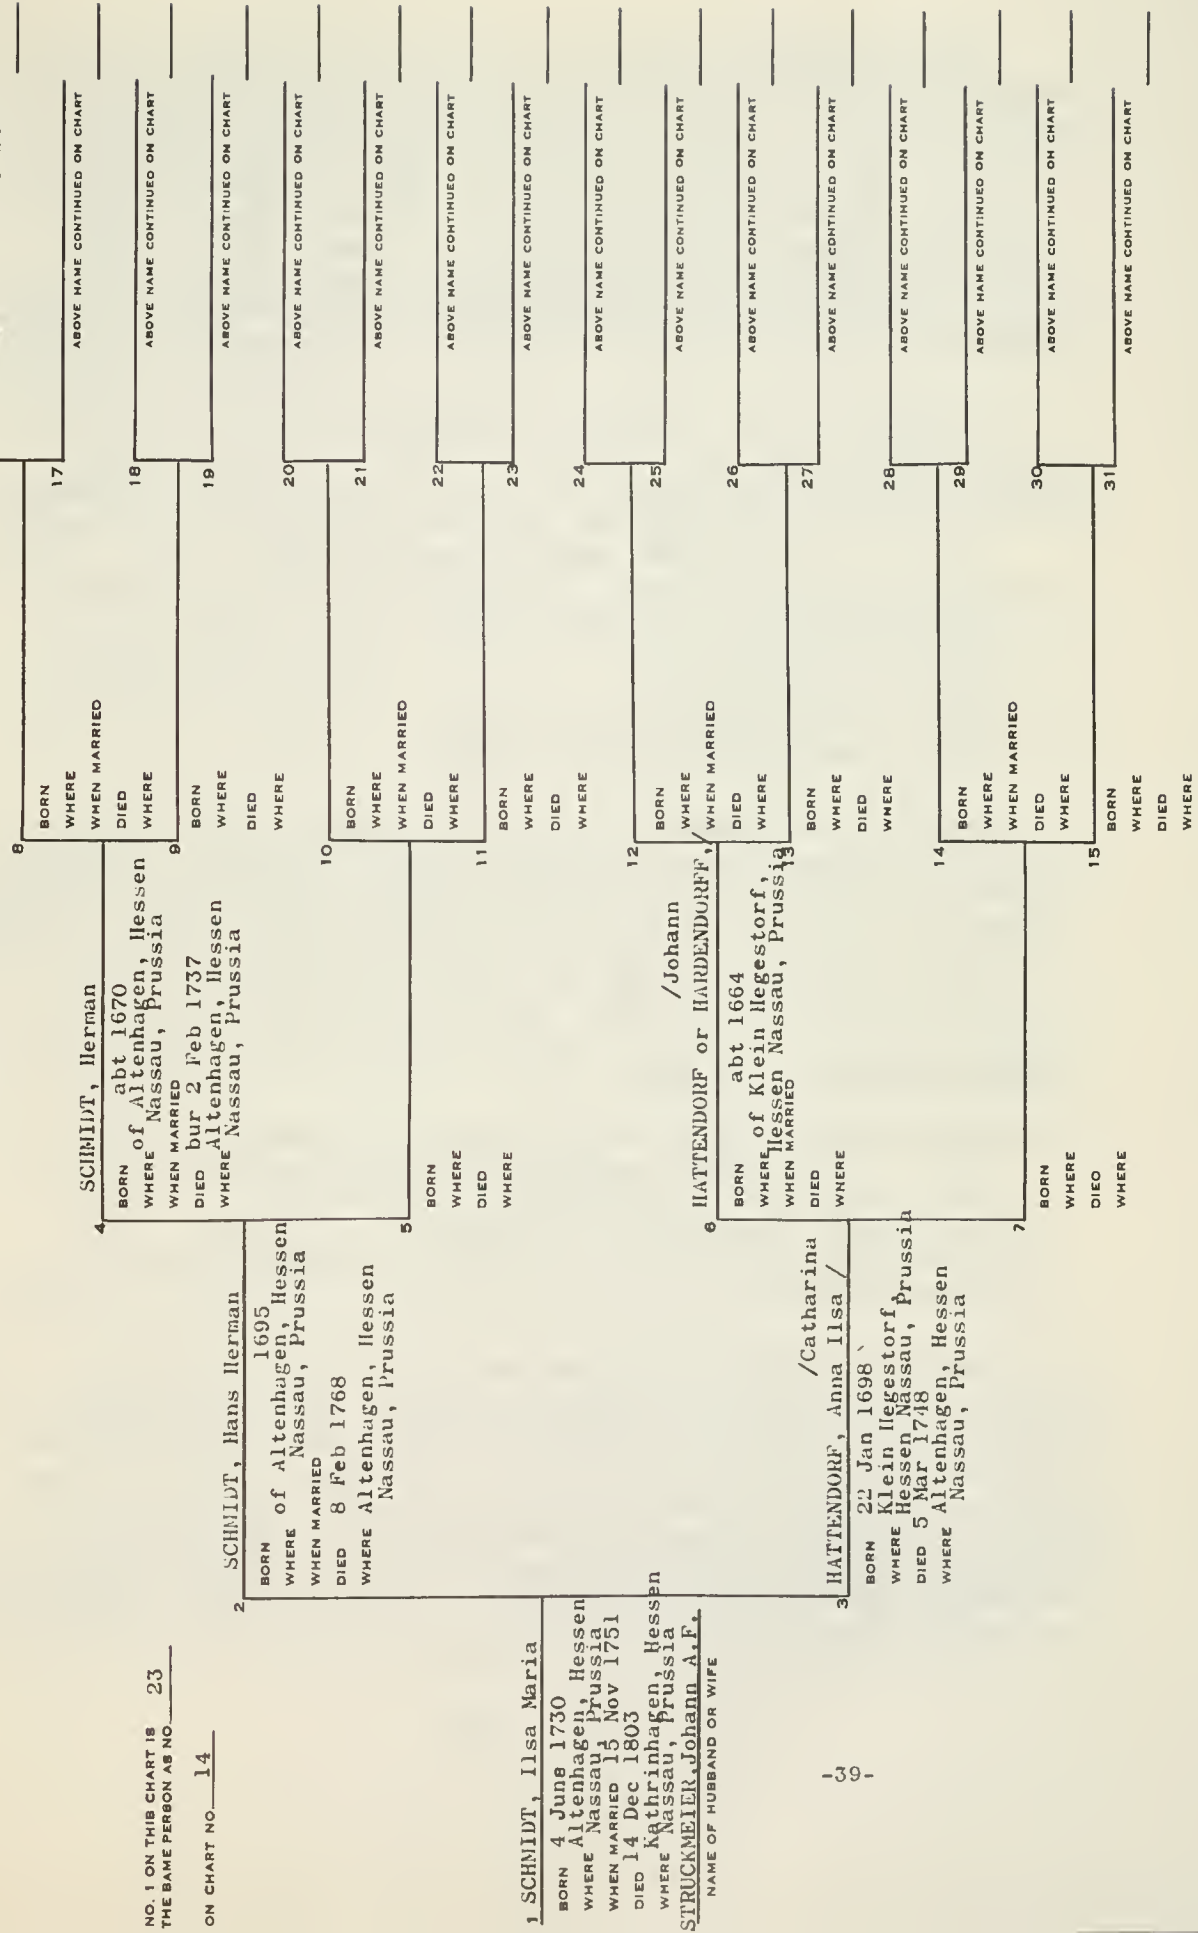 NO. 1 ON THIS CHART IS
THE SAME PERSON AS NO. 23
ON CHART NO. 14
1 SCHMIDT, Ilsa Maria
BORN 4 June 1730
WHERE Altenhagen, Hessen
Nassau, Prussia
WHEN MARRIED 15 Nov 1751
DIED 14 Dec 1803
WHERE Kathrinhagen, Hessen
Nassau, Prussia
STRUCKMEIER, Johann A.F.
NAME OF HUSBAND OR WIFE
2
SCHMIDT, Hans Herman
BORN 1695
WHERE of Altenhagen, Hessen
Nassau, Prussia
WHEN MARRIED
DIED 8 Feb 1768
WHERE Altenhagen, Hessen
Nassau, Prussia
3
/Catharina
HATTENDORF, Anna Ilsa /
BORN 22 Jan 1698
WHERE Klein Hegestorf,
Hessen Nassau, Prussia
DIED 5 Mar 1748
WHERE Altenhagen, Hessen
Nassau, Prussia
4
SCHMIDT, Herman
BORN abt 1670
WHERE of Altenhagen, Hessen
Nassau, Prussia
WHEN MARRIED
DIED bur 2 Feb 1737
WHERE Altenhagen, Hessen
Nassau, Prussia
5
BORN
WHERE
DIED
WHERE
6
/Johann
HATTENDORF or HARDENDORFF, /
BORN abt 1664
WHERE of Klein Hegestorf,
Hessen Nassau, Prussia
WHEN MARRIED
DIED
WHERE
7
BORN
WHERE
DIED
WHERE
8
BORN
WHERE
WHEN MARRIED
DIED
WHERE
9
BORN
WHERE
DIED
WHERE
10
BORN
WHERE
WHEN MARRIED
DIED
WHERE
11
BORN
WHERE
DIED
WHERE
12
BORN
WHERE
WHEN MARRIED
DIED
WHERE
13
BORN
WHERE
DIED
WHERE
14
BORN
WHERE
WHEN MARRIED
DIED
WHERE
15
BORN
WHERE
DIED
WHERE
17
ABOVE NAME CONTINUED ON CHART
18
ABOVE NAME CONTINUED ON CHART
19
ABOVE NAME CONTINUED ON CHART
20
ABOVE NAME CONTINUED ON CHART
21
ABOVE NAME CONTINUED ON CHART
22
ABOVE NAME CONTINUED ON CHART
23
ABOVE NAME CONTINUED ON CHART
24
ABOVE NAME CONTINUED ON CHART
25
ABOVE NAME CONTINUED ON CHART
26
ABOVE NAME CONTINUED ON CHART
27
ABOVE NAME CONTINUED ON CHART
28
ABOVE NAME CONTINUED ON CHART
29
ABOVE NAME CONTINUED ON CHART
30
ABOVE NAME CONTINUED ON CHART
31
ABOVE NAME CONTINUED ON CHART
-39-